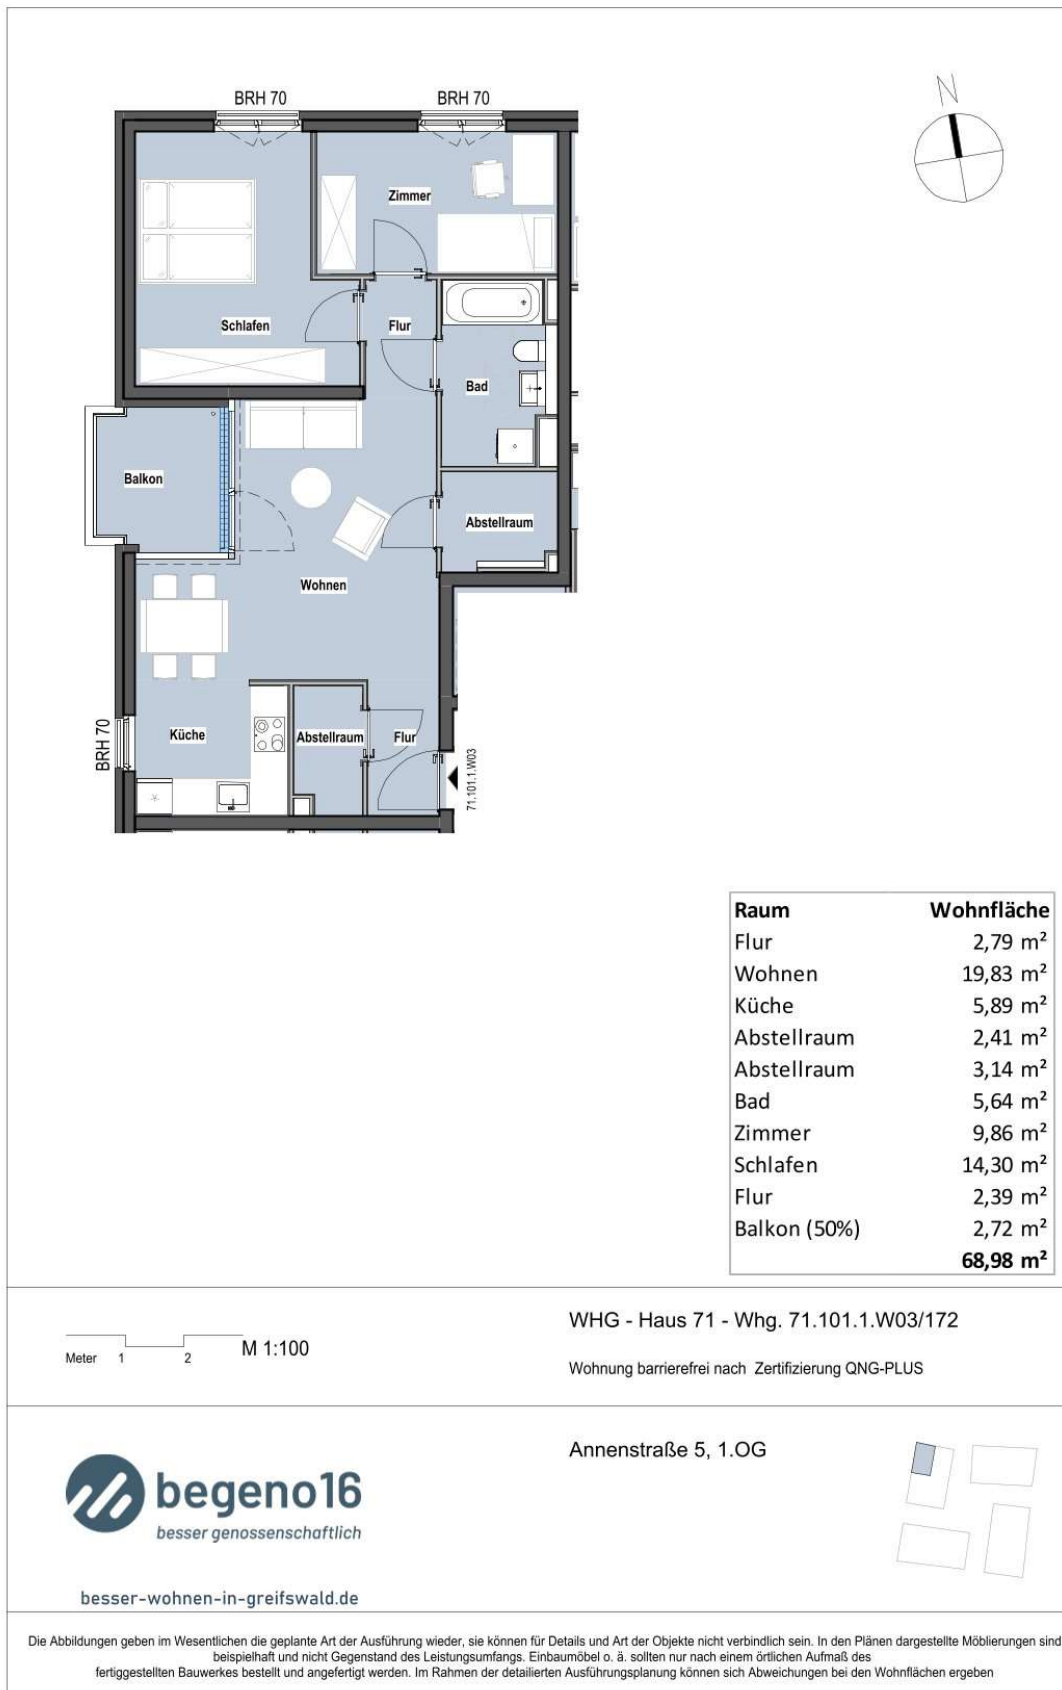 BRH 70
BRH 70
N
Zimmer
Schlafen
Flur
Bad
Balkon
Abstellraum
Wohnen
BRH 70
Küche
Abstellraum
Flur
71.101.1.W03
Raum Wohnfläche
Flur 2,79 m²
Wohnen 19,83 m²
Küche 5,89 m²
Abstellraum 2,41 m²
Abstellraum 3,14 m²
Bad 5,64 m²
Zimmer 9,86 m²
Schlafen 14,30 m²
Flur 2,39 m²
Balkon (50%) 2,72 m²
68,98 m²
Meter 1 2 M 1:100
WHG - Haus 71 - Whg. 71.101.1.W03/172
Wohnung barrierefrei nach Zertifizierung QNG-PLUS
Annenstraße 5, 1.OG
begeno16
besser genossenschaftlich
besser-wohnen-in-greifswald.de
Die Abbildungen geben im Wesentlichen die geplante Art der Ausführung wieder, sie können für Details und Art der Objekte nicht verbindlich sein. In den Plänen dargestellte Möblierungen sind
beispielhaft und nicht Gegenstand des Leistungsumfangs. Einbaumöbel o. ä. sollten nur nach einem örtlichen Aufmaß des
fertiggestellten Bauwerkes bestellt und angefertigt werden. Im Rahmen der detailierten Ausführungsplanung können sich Abweichungen bei den Wohnflächen ergeben